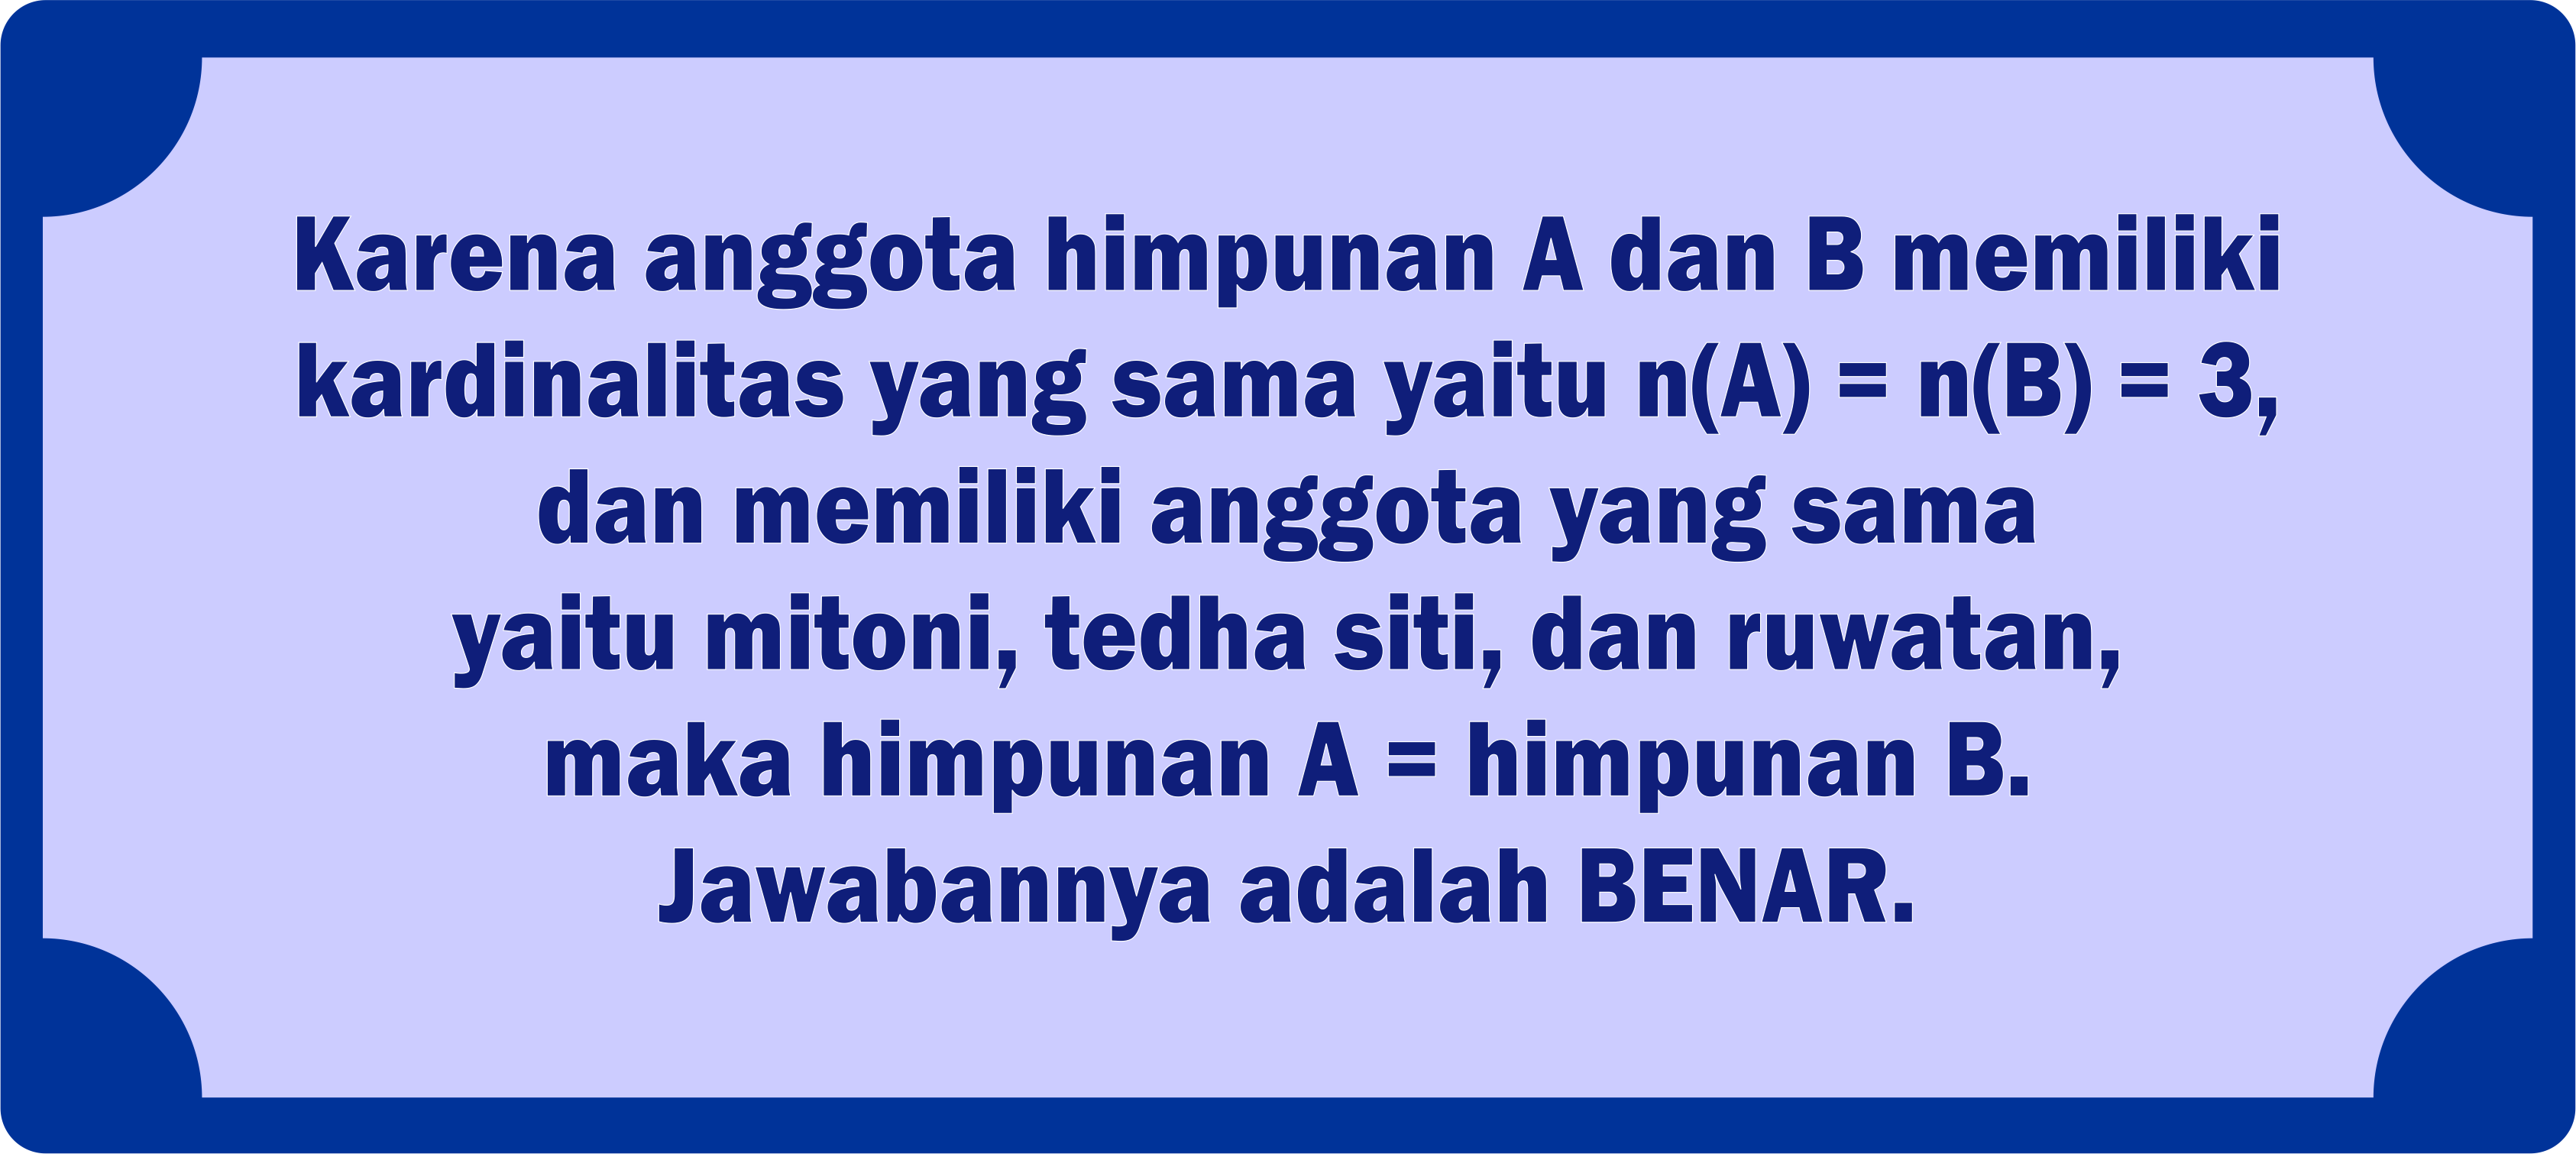 Karena anggota himpunan A dan B memiliki
kardinalitas yang sama yaitu n(A) = n(B) = 3,
dan memiliki anggota yang sama
yaitu mitoni, tedha siti, dan ruwatan,
maka himpunan A = himpunan B.
Jawabannya adalah BENAR.